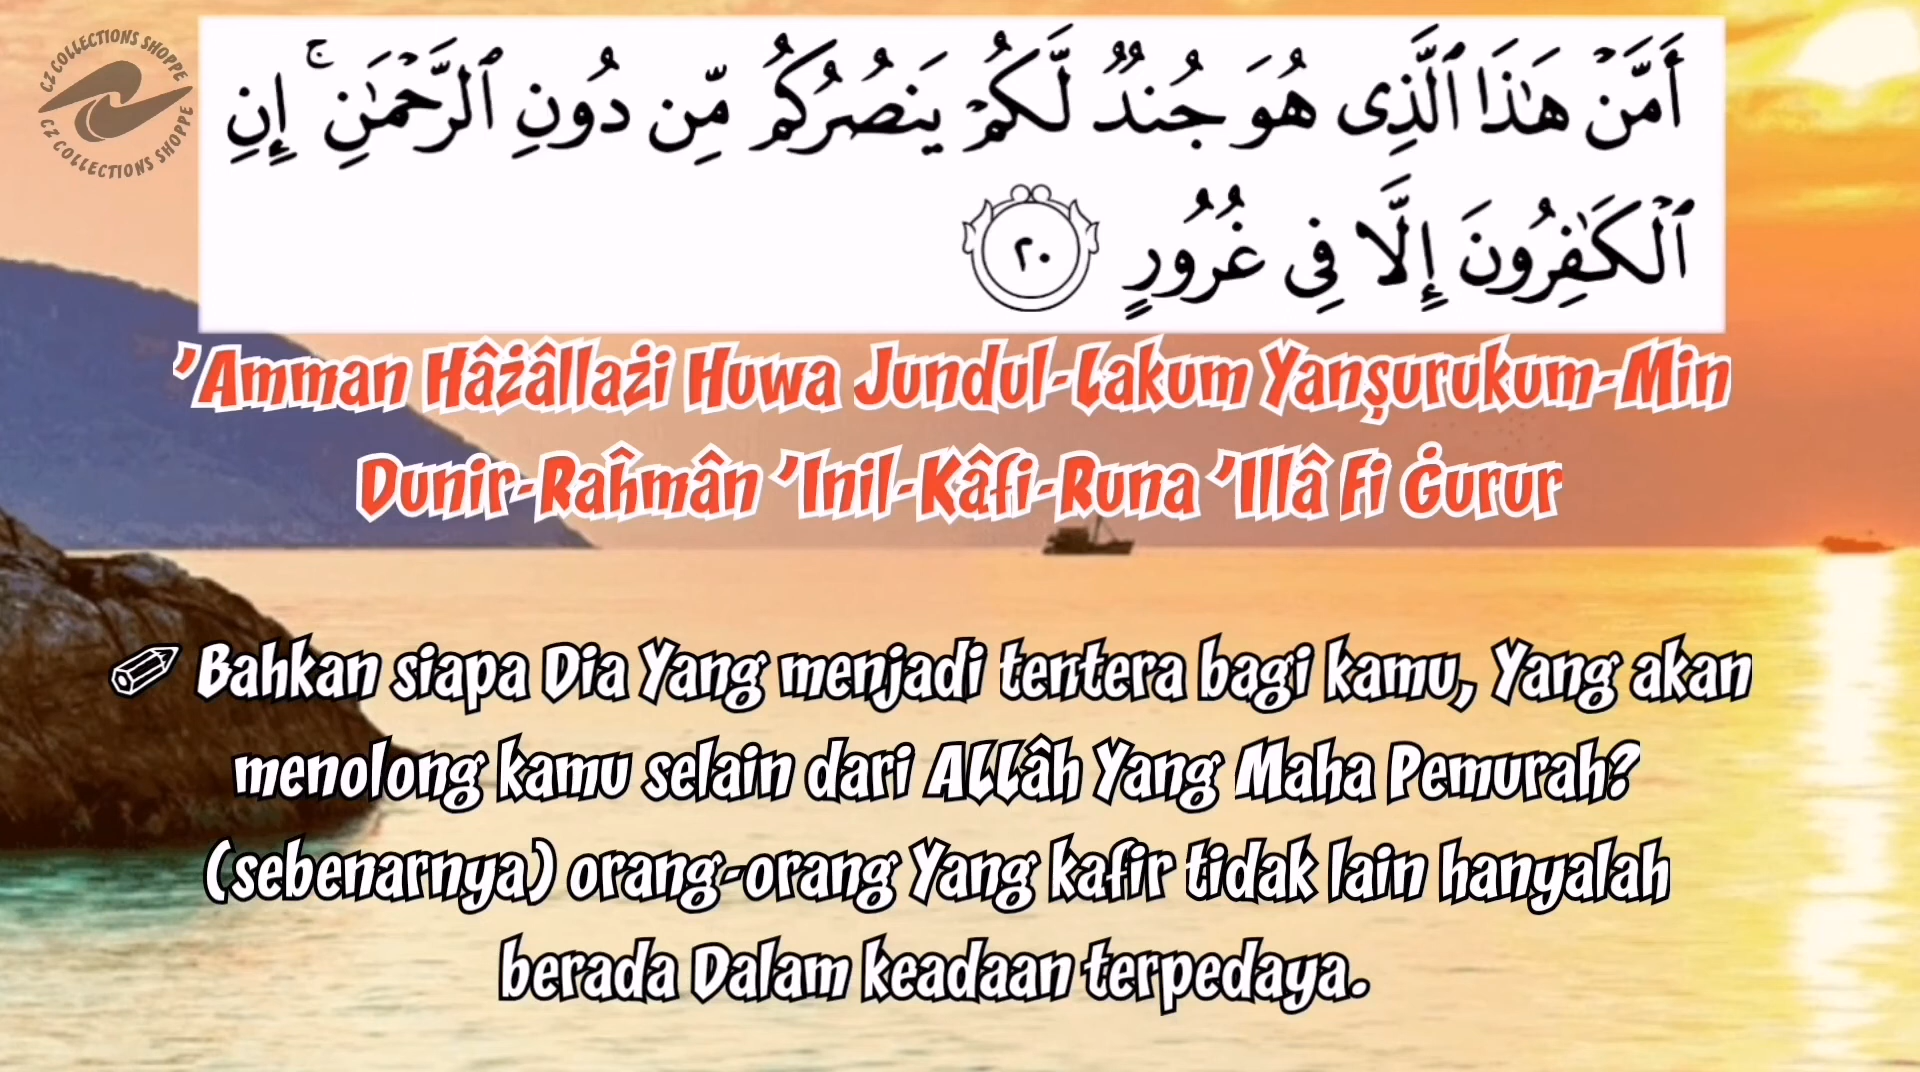 CZ COLLECTIONS SHOPPE
CZ COLLECTIONS SHOPPE
أَمَّنۡ هَٰذَا ٱلَّذِى هُوَ جُندٞ لَّكُمۡ يَنصُرُكُم مِّن دُونِ ٱلرَّحۡمَٰنِۚ إِنِ
ٱلۡكَٰفِرُونَ إِلَّا فِى غُرُورٍ ٢٠
’Amman Hâżâllażi Huwa Jundul-Lakum Yanşurukum-Min
Dunir-Raĥmân ’Inil-Kâfi-Runa ’Illâ Fi Ġurur
✏ Bahkan siapa Dia Yang menjadi tentera bagi kamu, Yang akan
menolong kamu selain dari ALLâh Yang Maha Pemurah?
(sebenarnya) orang-orang Yang kafir tidak lain hanyalah
berada Dalam keadaan terpedaya.